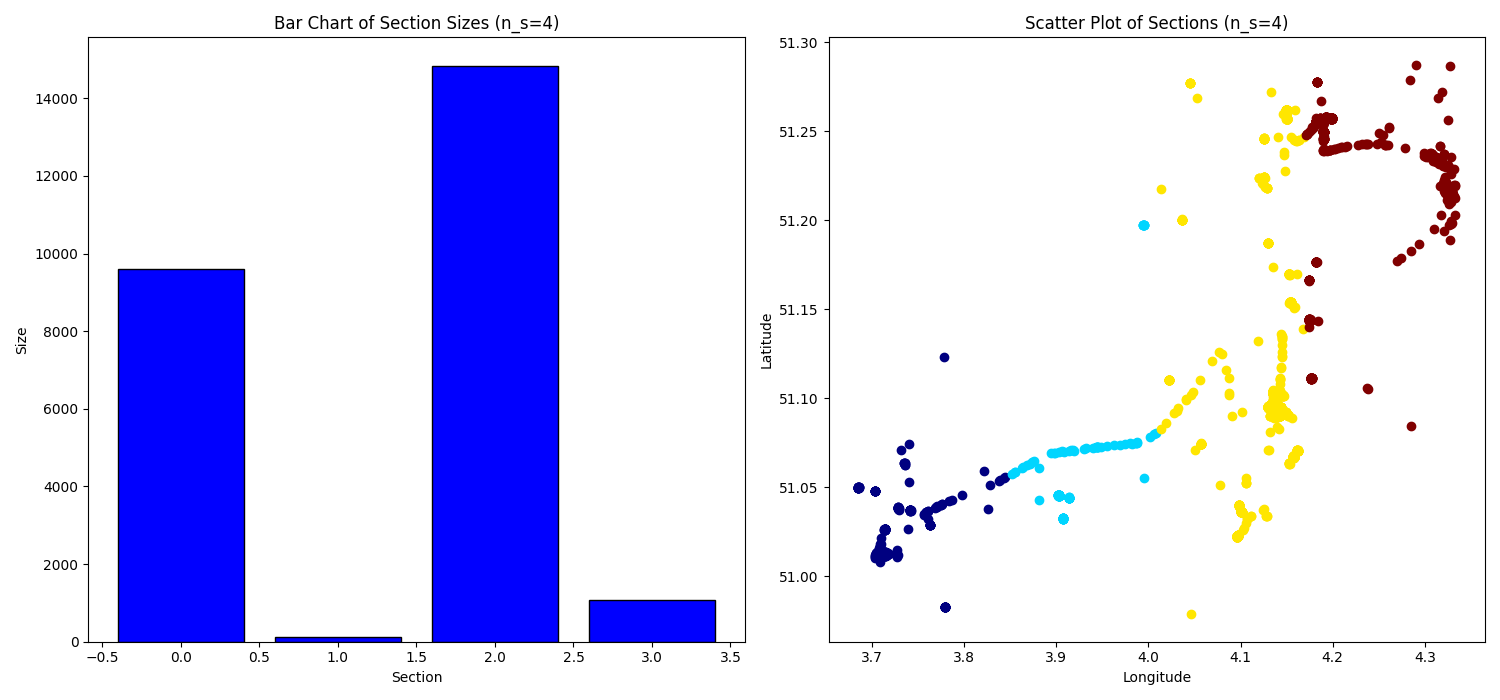 Bar Chart of Section Sizes (n_s=4)
Size
14000
12000
10000
8000
6000
4000
2000
0
−0.5 0.0 0.5 1.0 1.5 2.0 2.5 3.0 3.5
Section
Scatter Plot of Sections (n_s=4)
Latitude
51.30
51.25
51.20
51.15
51.10
51.05
51.00
3.7 3.8 3.9 4.0 4.1 4.2 4.3
Longitude